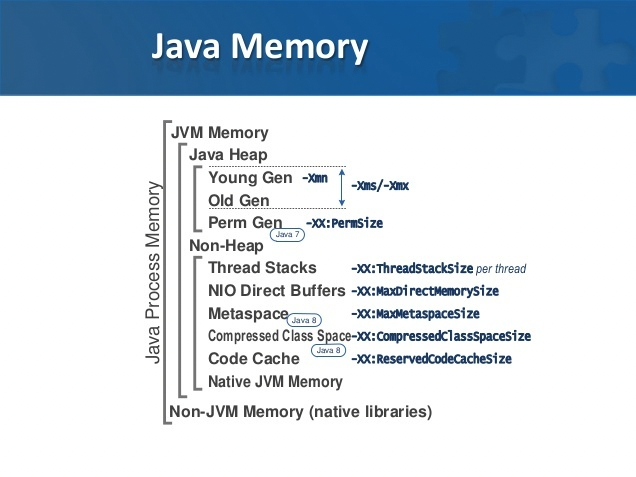 Java Memory
Java Process Memory
JVM Memory
Java Heap
Young Gen -Xmn
-Xms/-Xmx
Old Gen
Perm Gen -XX:PermSize
Java 7
Non-Heap
Thread Stacks -XX:ThreadStackSize per thread
NIO Direct Buffers -XX:MaxDirectMemorySize
Metaspace -XX:MaxMetaspaceSize
Java 8
Compressed Class Space -XX:CompressedClassSpaceSize
Java 8
Code Cache -XX:ReservedCodeCacheSize
Native JVM Memory
Non-JVM Memory (native libraries)